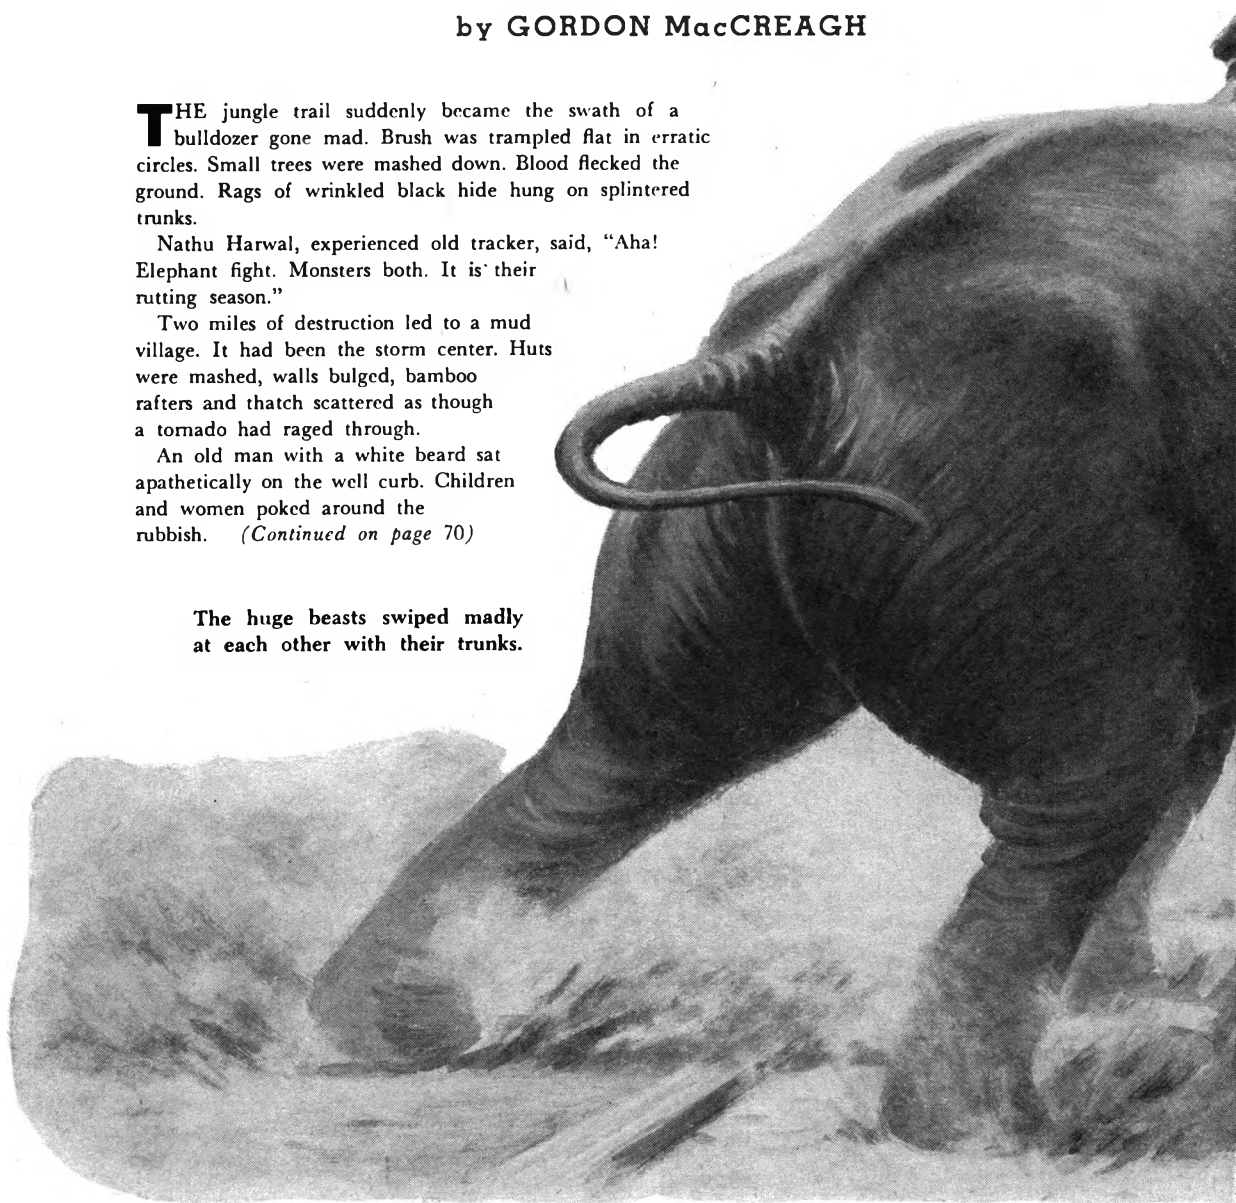 by GORDON MacCREAGH
THE jungle trail suddenly became the swath of a
bulldozer gone mad. Brush was trampled flat in erratic
circles. Small trees were mashed down. Blood flecked the
ground. Rags of wrinkled black hide hung on splintered
trunks.
Nathu Harwal, experienced old tracker, said, “Aha!
Elephant fight. Monsters both. It is their
rutting season.”
Two miles of destruction led to a mud
village. It had been the storm center. Huts
were mashed, walls bulged, bamboo
rafters and thatch scattered as though
a tornado had raged through.
An old man with a white beard sat
apathetically on the well curb. Children
and women poked around the
rubbish. (Continued on page 70)
The huge beasts swiped madly
at each other with their trunks.